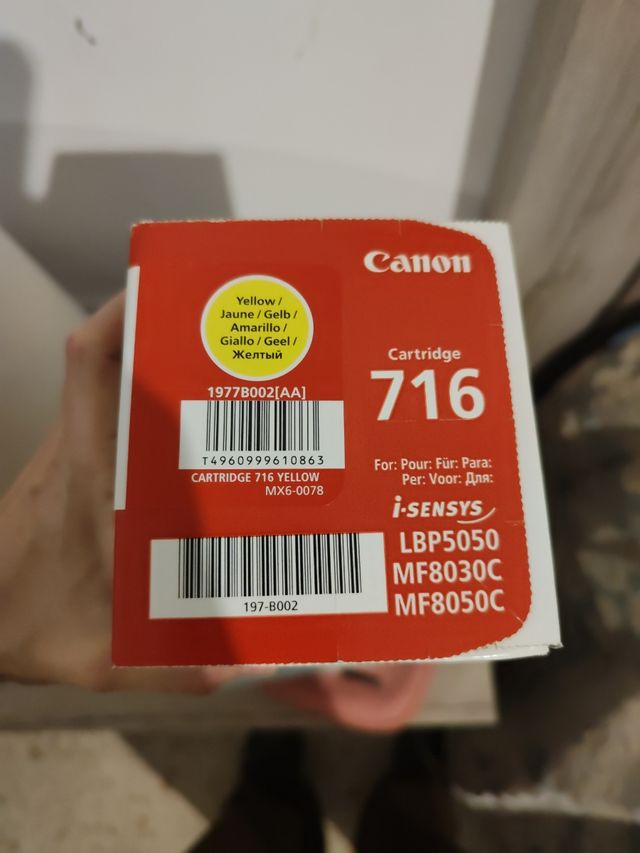 Canon
Yellow /
Jaune / Gelb /
Amarillo /
Giallo / Geel /
Желтый
1977B002[AA]
T4960999610863
CARTRIDGE 716 YELLOW
MX6-0078
197-B002
Cartridge
716
For: Pour: Für: Para:
Per: Voor: Для:
i-SENSYS
LBP5050
MF8030C
MF8050C